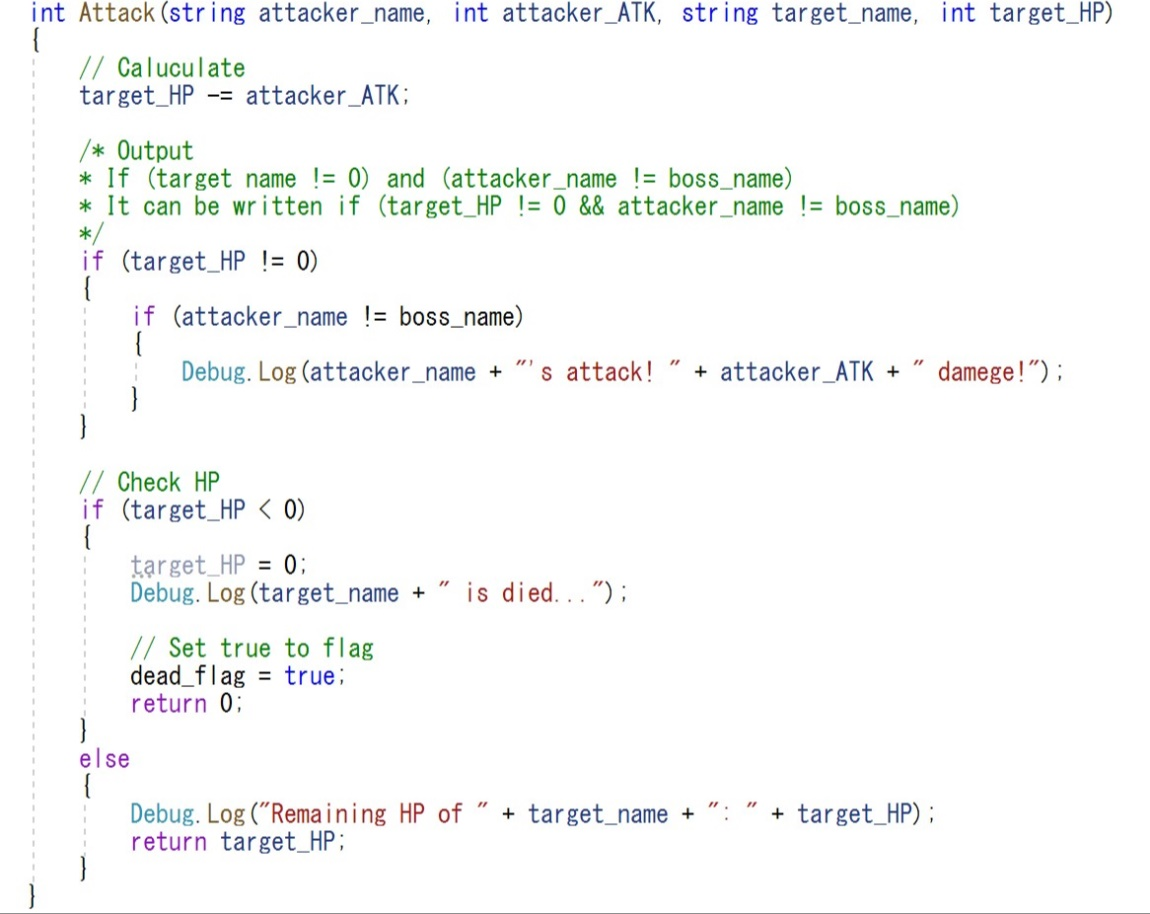 int Attack(string attacker_name, int attacker_ATK, string target_name, int target_HP)
{
// Caluculate
target_HP -= attacker_ATK;
/* Output
* If (target name != 0) and (attacker_name != boss_name)
* It can be written if (target_HP != 0 && attacker_name != boss_name)
*/
if (target_HP != 0)
{
if (attacker_name != boss_name)
{
Debug.Log(attacker_name + "'s attack! " + attacker_ATK + " damege!");
}
}
// Check HP
if (target_HP < 0)
{
target_HP = 0;
Debug.Log(target_name + " is died...");
// Set true to flag
dead_flag = true;
return 0;
}
else
{
Debug.Log("Remaining HP of " + target_name + ": " + target_HP);
return target_HP;
}
}